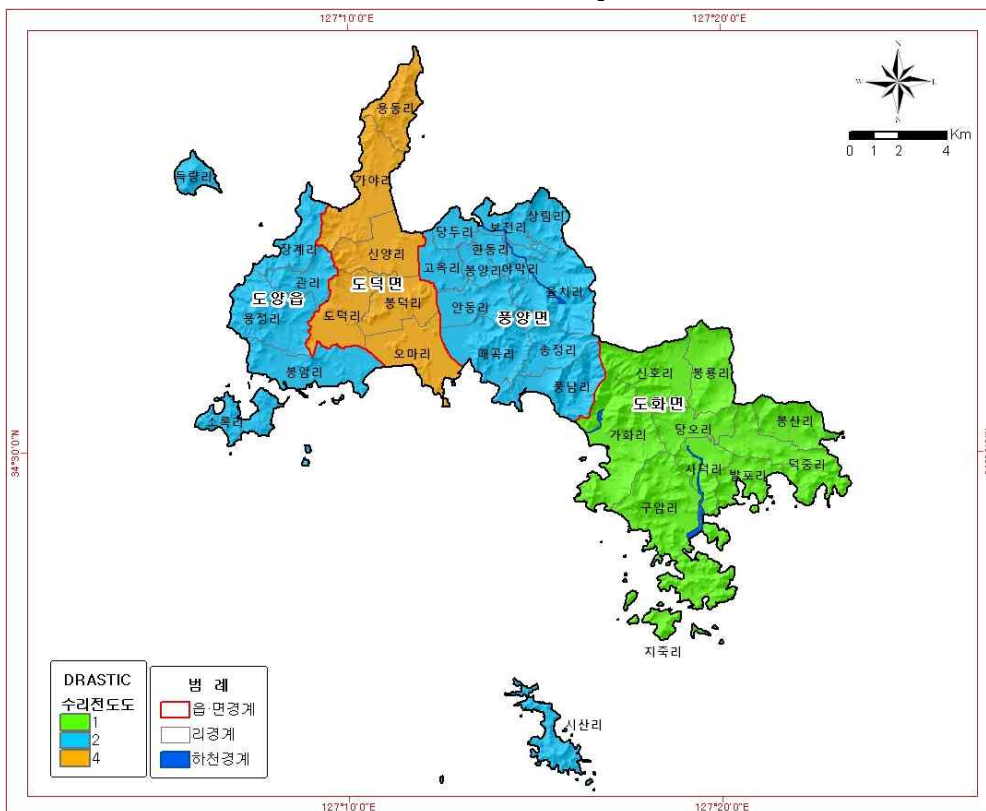 127°10'0"E 127°20'0"E
N
W E
S
Km
0 1 2 4
용동리
가야리
득량리
상림리
보천리
당두리
장계리
한동리
신양리
고옥리
봉양리 야막리
관리
도덕면
율치리
도양읍
봉덕리
안동리
용정리
도덕리
풍양면
오마리
매곡리
송정리
봉암리
신호리
봉룡리
풍남리
도화면
소록리
봉산리
가화리
당오리
34°30'0"N
사덕리
발포리
덕중리
구암리
지죽리
시산리
DRASTIC
수리전도도
1
2
4
범 례
읍·면경계
리경계
하천경계
127°10'0"E 127°20'0"E